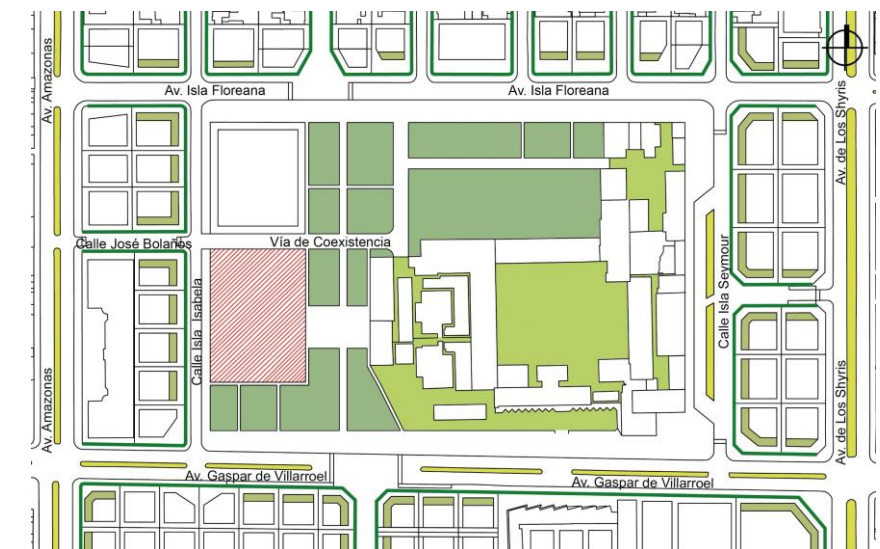 Av. Isla Floreana
Av. Isla Floreana
Av. Amazonas
Av. de Los Shyris
Calle José Bolaños
Vía de Coexistencia
Calle Isla Isabela
Calle Isla Seymour
Av. Amazonas
Av. de Los Shyris
Av. Gaspar de Villarroel
Av. Gaspar de Villarroel